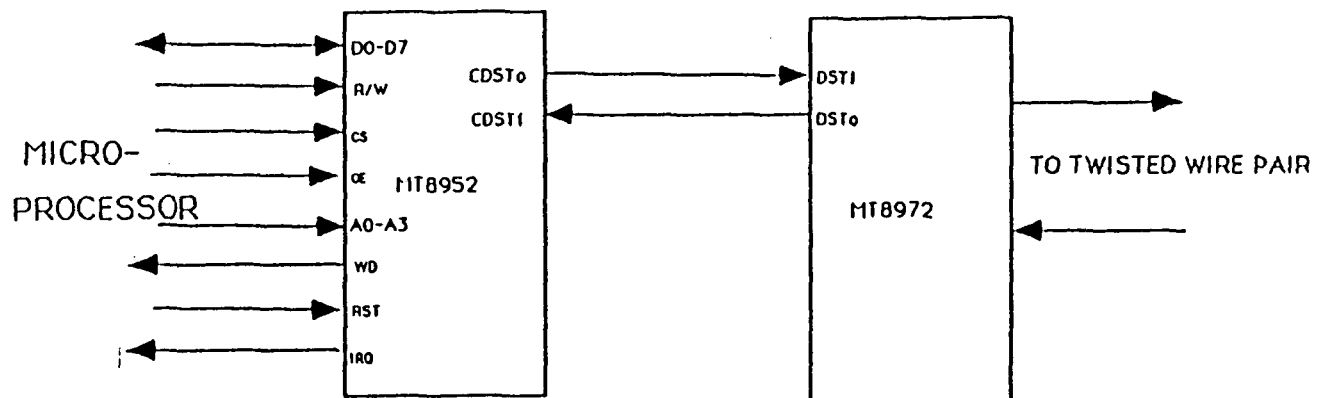 MICRO-
PROCESSOR
D0-D7
R/W
CS
OE
A0-A3
WD
RST
IRQ
MT8952
CDSTo
CDSTi
DSTi
DSTo
MT8972
TO TWISTED WIRE PAIR